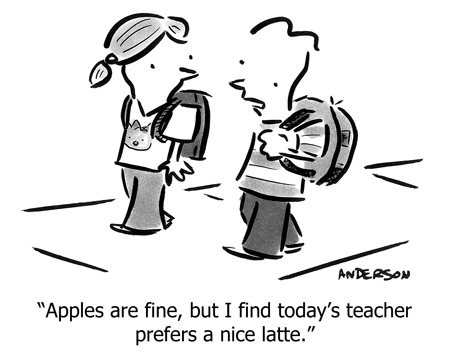 ANDERSON
“Apples are fine, but I find today’s teacher
prefers a nice latte.”